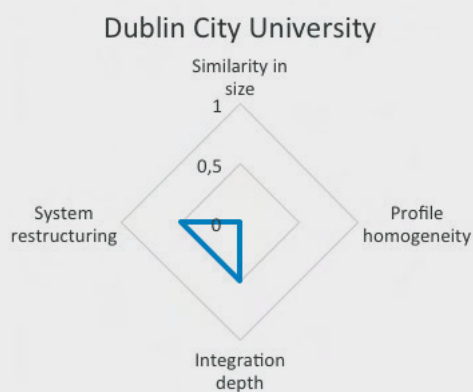 Dublin City University
Similarity in
size
1
0,5
0
System
restructuring
Profile
homogeneity
Integration
depth